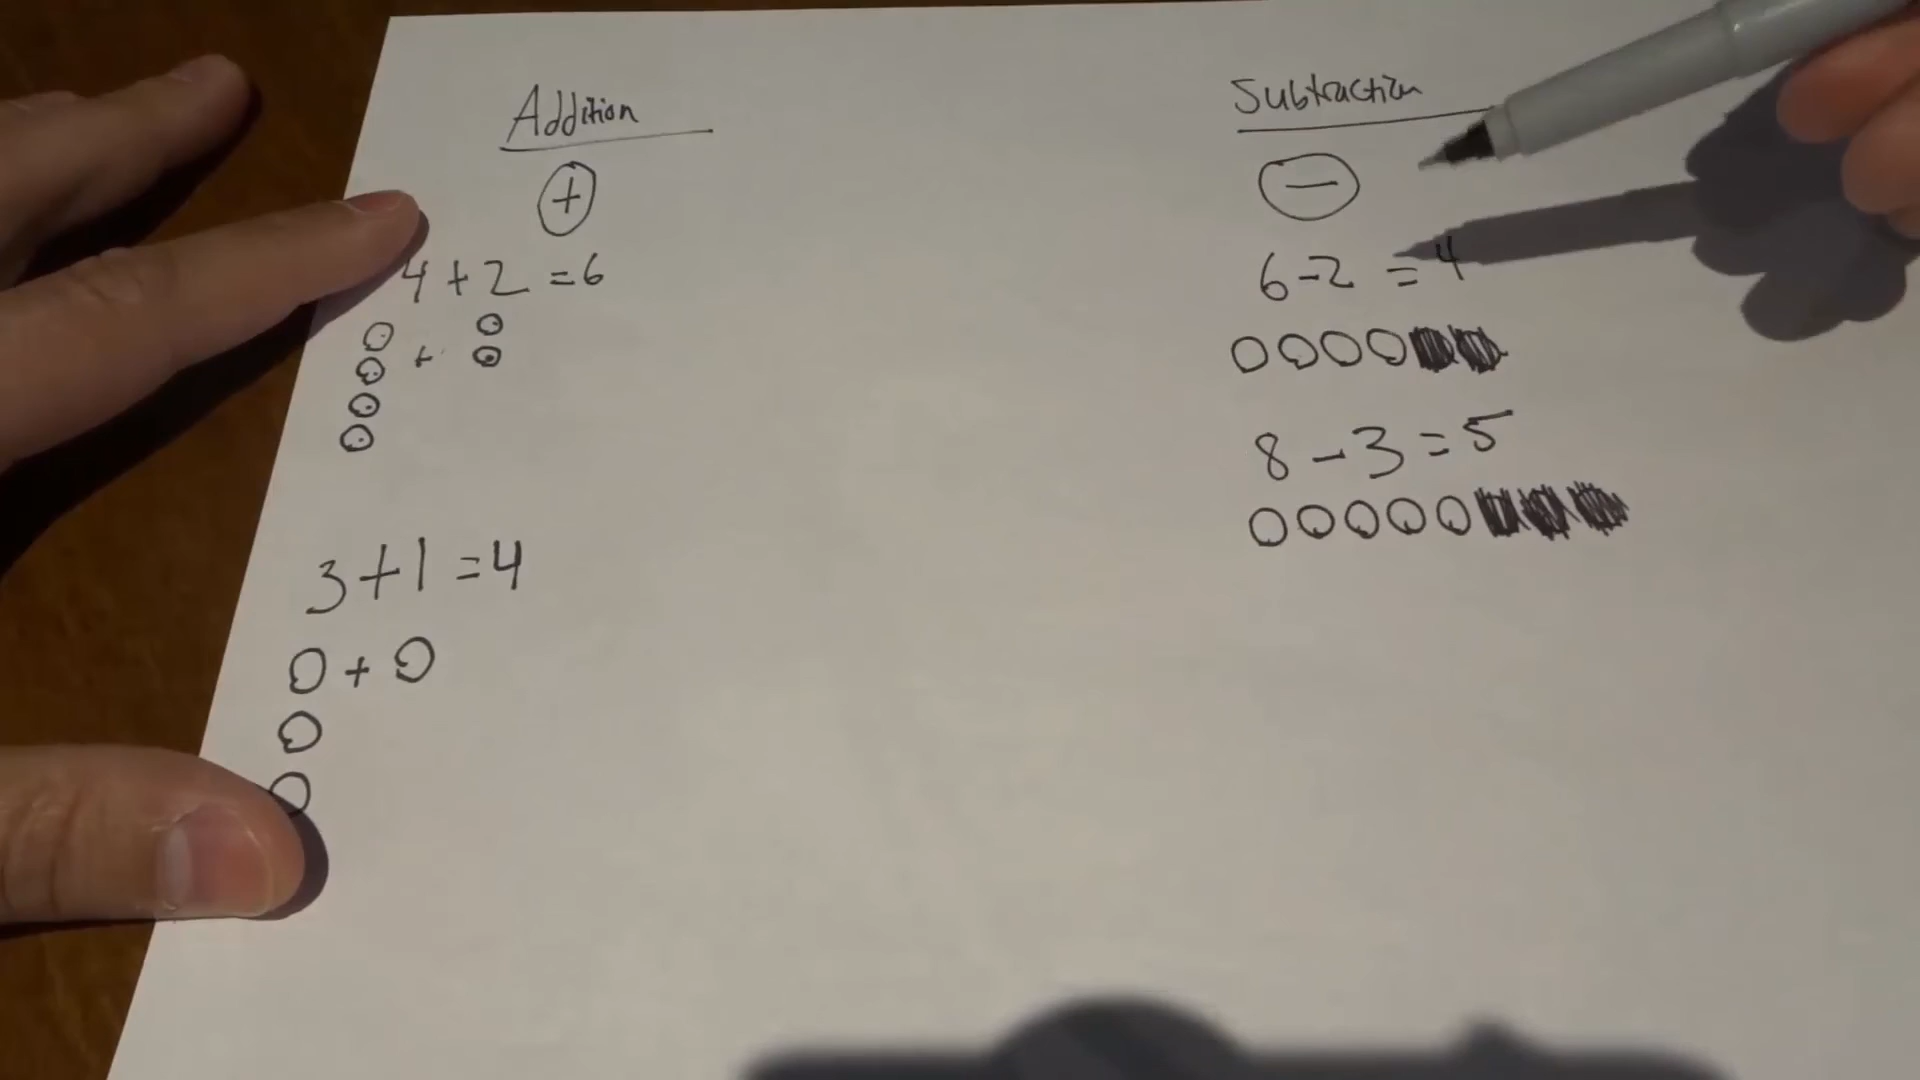 Addition
+
4 + 2 = 6
+
3 + 1 = 4
+
Subtraction
−
6 - 2 = 4
8 - 3 = 5